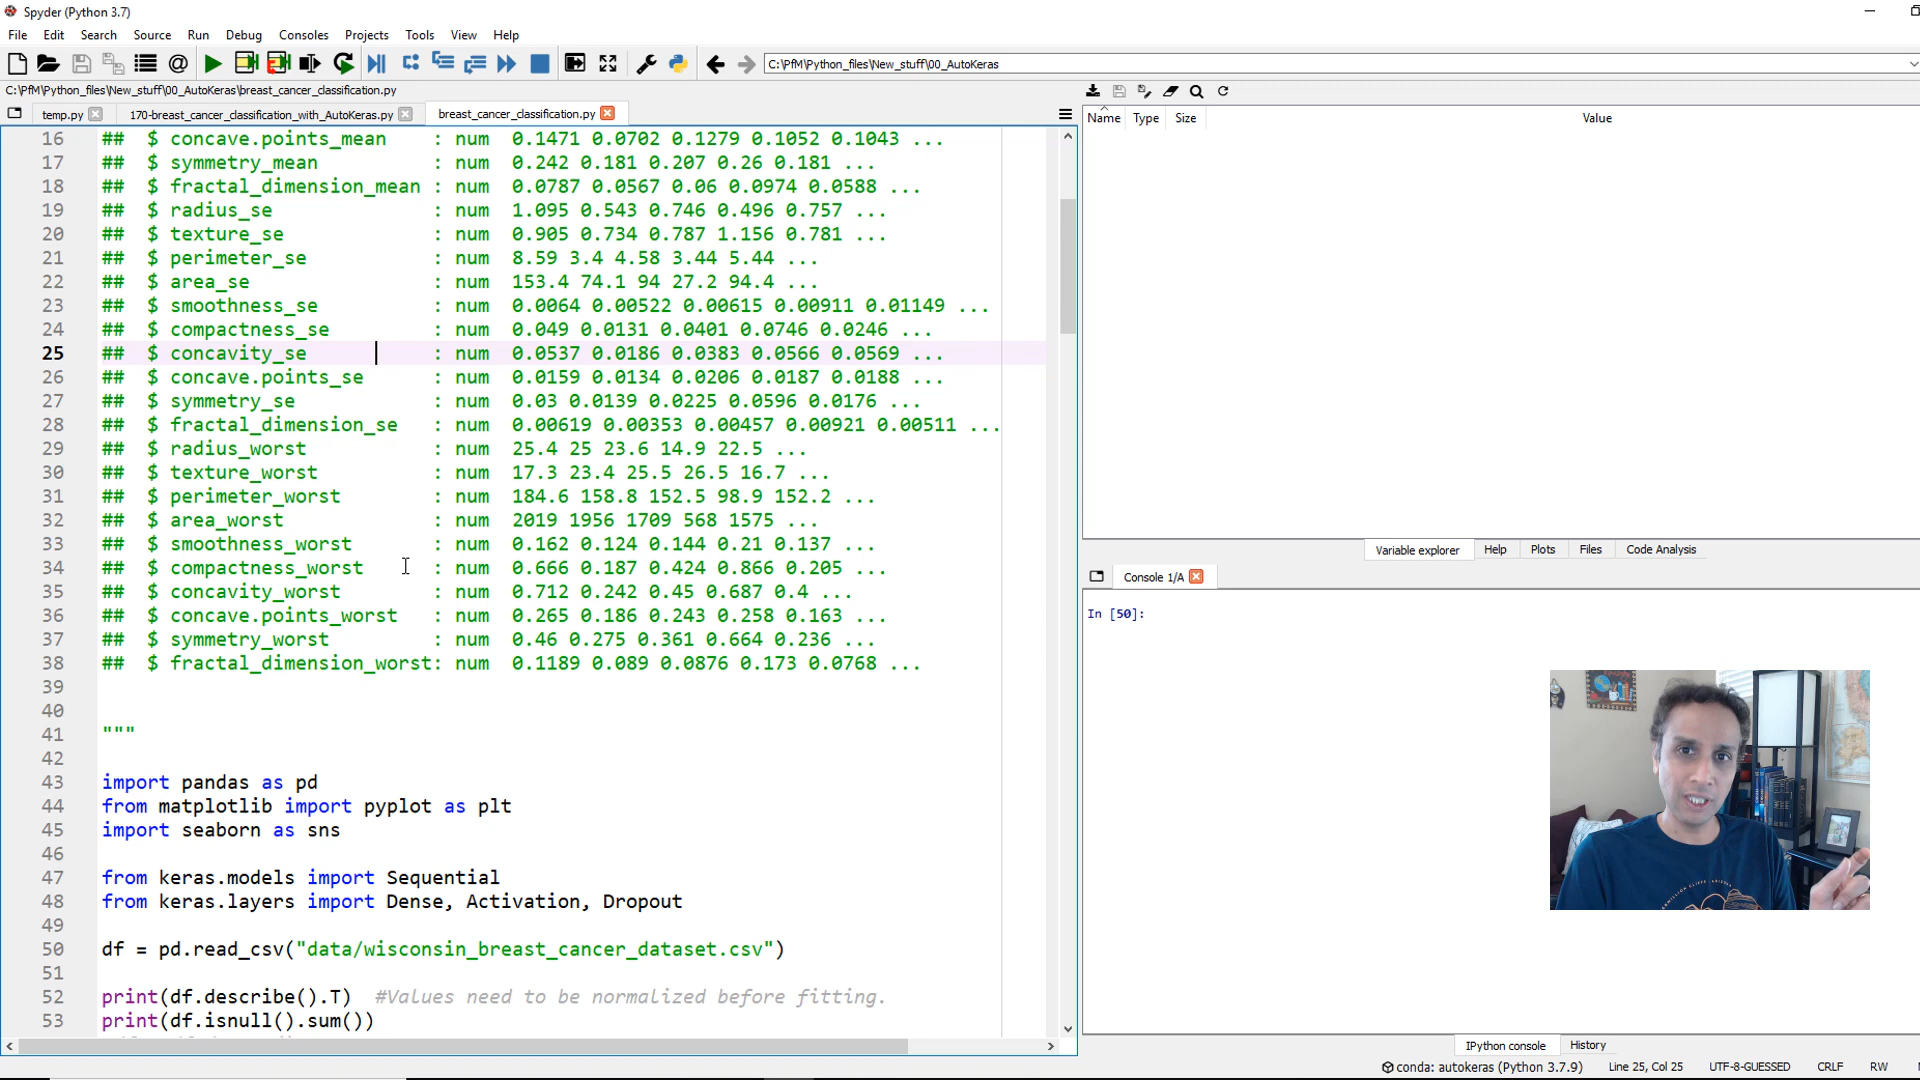 Spyder (Python 3.7)
File Edit Search Source Run Debug Consoles Projects Tools View Help
C:\PfM\Python_files\New_stuff\00_AutoKeras
C:\PfM\Python_files\New_stuff\00_AutoKeras\breast_cancer_classification.py
temp.py 170-breast_cancer_classification_with_AutoKeras.py breast_cancer_classification.py
16 ## $ concave.points_mean : num 0.1471 0.0702 0.1279 0.1052 0.1043 ...
17 ## $ symmetry_mean : num 0.242 0.181 0.207 0.26 0.181 ...
18 ## $ fractal_dimension_mean : num 0.0787 0.0567 0.06 0.0974 0.0588 ...
19 ## $ radius_se : num 1.095 0.543 0.746 0.496 0.757 ...
20 ## $ texture_se : num 0.905 0.734 0.787 1.156 0.781 ...
21 ## $ perimeter_se : num 8.59 3.4 4.58 3.44 5.44 ...
22 ## $ area_se : num 153.4 74.1 94 27.2 94.4 ...
23 ## $ smoothness_se : num 0.0064 0.00522 0.00615 0.00911 0.01149 ...
24 ## $ compactness_se : num 0.049 0.0131 0.0401 0.0746 0.0246 ...
25 ## $ concavity_se : num 0.0537 0.0186 0.0383 0.0566 0.0569 ...
26 ## $ concave.points_se : num 0.0159 0.0134 0.0206 0.0187 0.0188 ...
27 ## $ symmetry_se : num 0.03 0.0139 0.0225 0.0596 0.0176 ...
28 ## $ fractal_dimension_se : num 0.00619 0.00353 0.00457 0.00921 0.00511 ...
29 ## $ radius_worst : num 25.4 25 23.6 14.9 22.5 ...
30 ## $ texture_worst : num 17.3 23.4 25.5 26.5 16.7 ...
31 ## $ perimeter_worst : num 184.6 158.8 152.5 98.9 152.2 ...
32 ## $ area_worst : num 2019 1956 1709 568 1575 ...
33 ## $ smoothness_worst : num 0.162 0.124 0.144 0.21 0.137 ...
34 ## $ compactness_worst : num 0.666 0.187 0.424 0.866 0.205 ...
35 ## $ concavity_worst : num 0.712 0.242 0.45 0.687 0.4 ...
36 ## $ concave.points_worst : num 0.265 0.186 0.243 0.258 0.163 ...
37 ## $ symmetry_worst : num 0.46 0.275 0.361 0.664 0.236 ...
38 ## $ fractal_dimension_worst: num 0.1189 0.089 0.0876 0.173 0.0768 ...
39
40
41 """
42
43 import pandas as pd
44 from matplotlib import pyplot as plt
45 import seaborn as sns
46
47 from keras.models import Sequential
48 from keras.layers import Dense, Activation, Dropout
49
50 df = pd.read_csv("data/wisconsin_breast_cancer_dataset.csv")
51
52 print(df.describe().T) #Values need to be normalized before fitting.
53 print(df.isnull().sum())
Name Type Size Value
Variable explorer Help Plots Files Code Analysis
Console 1/A
In [50]:
IPython console History
conda: autokeras (Python 3.7.9) Line 25, Col 25 UTF-8-GUESSED CRLF RW